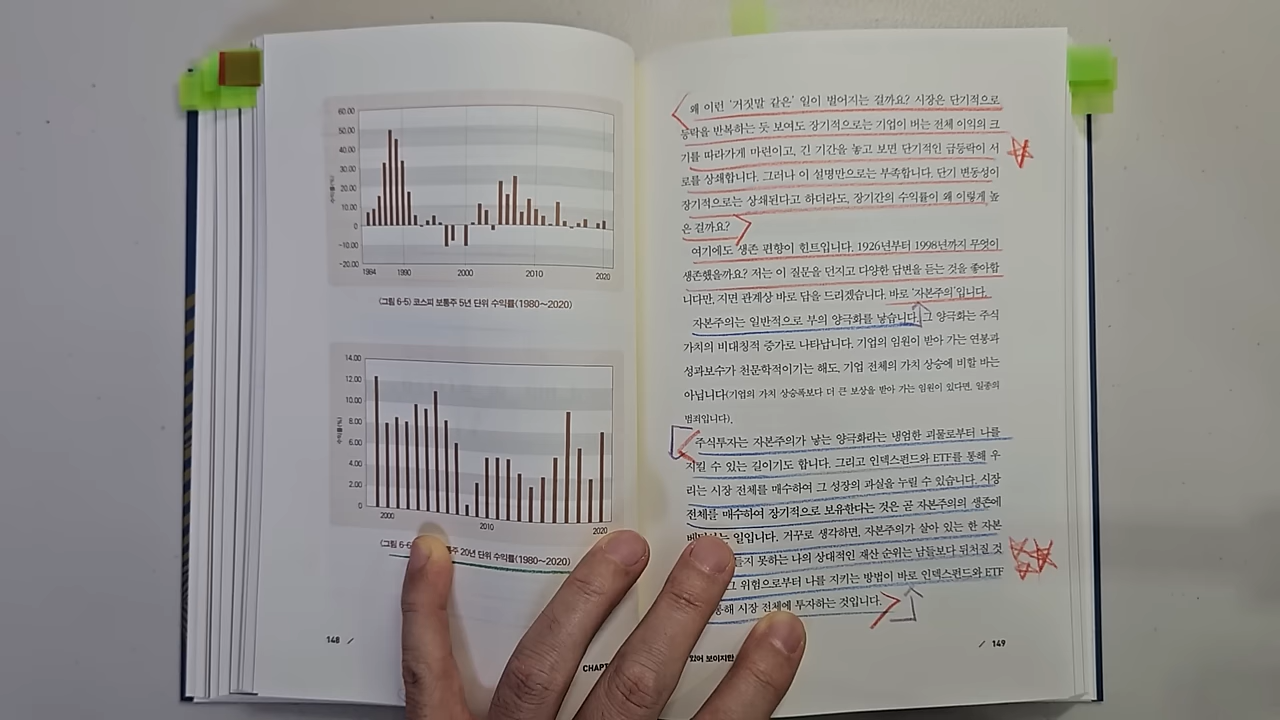 60.00
50.00
40.00
30.00
20.00
10.00
0
-10.00
-20.00
수익률(%)
1984 1990 2000 2010 2020
〈그림 6-5〉 코스피 보통주 5년 단위 수익률(1980~2020)
14.00
12.00
10.00
8.00
6.00
4.00
2.00
0
수익률(%)
2000 2010 2020
〈그림 6-6 통주 20년 단위 수익률(1980~2020)
148 /
왜 이런 '거짓말 같은' 일이 벌어지는 걸까요? 시장은 단기적으로
등락을 반복하는 듯 보여도 장기적으로는 기업이 버는 전체 이익의 크
기를 따라가게 마련이고, 긴 기간을 놓고 보면 단기적인 급등락이 서
로를 상쇄합니다. 그러나 이 설명만으로는 부족합니다. 단기 변동성이
장기적으로는 상쇄된다고 하더라도, 장기간의 수익률이 왜 이렇게 높
은 걸까요?
여기에도 생존 편향이 힌트입니다. 1926년부터 1998년까지 무엇이
생존했을까요? 저는 이 질문을 던지고 다양한 답변을 듣는 것을 좋아합
니다만, 지면 관계상 바로 답을 드리겠습니다. 바로 '자본주의'입니다.
자본주의는 일반적으로 부의 양극화를 낳습니다. 그 양극화는 주식
가치의 비대칭적 증가로 나타납니다. 기업의 임원이 받아 가는 연봉과
성과보수가 천문학적이기는 해도, 기업 전체의 가치 상승에 비할 바는
아닙니다(기업의 가치 상승폭보다 더 큰 보상을 받아 가는 임원이 있다면, 일종의
범죄입니다).
주식투자는 자본주의가 낳는 양극화라는 냉엄한 괴물로부터 나를
지킬 수 있는 길이기도 합니다. 그리고 인덱스펀드와 ETF를 통해 우
리는 시장 전체를 매수하여 그 성장의 과실을 누릴 수 있습니다. 시장
전체를 매수하여 장기적으로 보유한다는 것은 곧 자본주의의 생존에
베팅하는 일입니다. 거꾸로 생각하면, 자본주의가 살아 있는 한 자본
들지 못하는 나의 상대적인 재산 순위는 남들보다 뒤처질 것
그 위험으로부터 나를 지키는 방법이 바로 인덱스펀드와 ETF
통해 시장 전체에 투자하는 것입니다.
CHAPT 있어 보이지만
/ 149